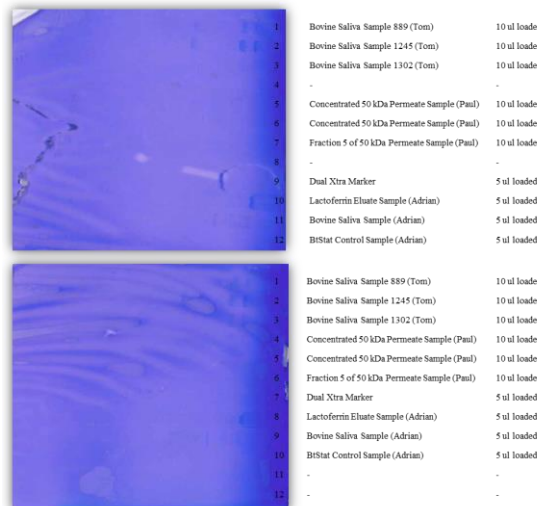 1 Bovine Saliva Sample 889 (Tom) 10 ul loade
2 Bovine Saliva Sample 1245 (Tom) 10 ul loade
3 Bovine Saliva Sample 1302 (Tom) 10 ul loade
4 - -
5 Concentrated 50 kDa Permeate Sample (Paul) 10 ul loade
6 Concentrated 50 kDa Permeate Sample (Paul) 10 ul loade
7 Fraction 5 of 50 kDa Permeate Sample (Paul) 10 ul loade
8 - -
9 Dual Xtra Marker 5 ul loaded
10 Lactoferrin Eluate Sample (Adrian) 5 ul loaded
11 Bovine Saliva (Adrian) 5 ul loaded
12 BtStat Control Sample (Adrian) 5 ul loaded
1 Bovine Saliva Sample 889 (Tom) 10 ul loade
2 Bovine Saliva Sample 1245 (Tom) 10 ul loade
3 Bovine Saliva Sample 1302 (Tom) 10 ul loade
4 Concentrated 50 kDa Permeate Sample (Paul) 10 ul loade
5 Concentrated 50 kDa Permeate Sample (Paul) 10 ul loade
6 Fraction 5 of 50 kDa Permeate Sample (Paul) 10 ul loade
7 Dual Xtra Marker 5 ul loaded
8 Lactoferrin Eluate Sample (Adrian) 5 ul loaded
9 Bovine Saliva Sample (Adrian) 5 ul loaded
10 BtStat Control Sample (Adrian) 5 ul loaded
11 - -
12 - -